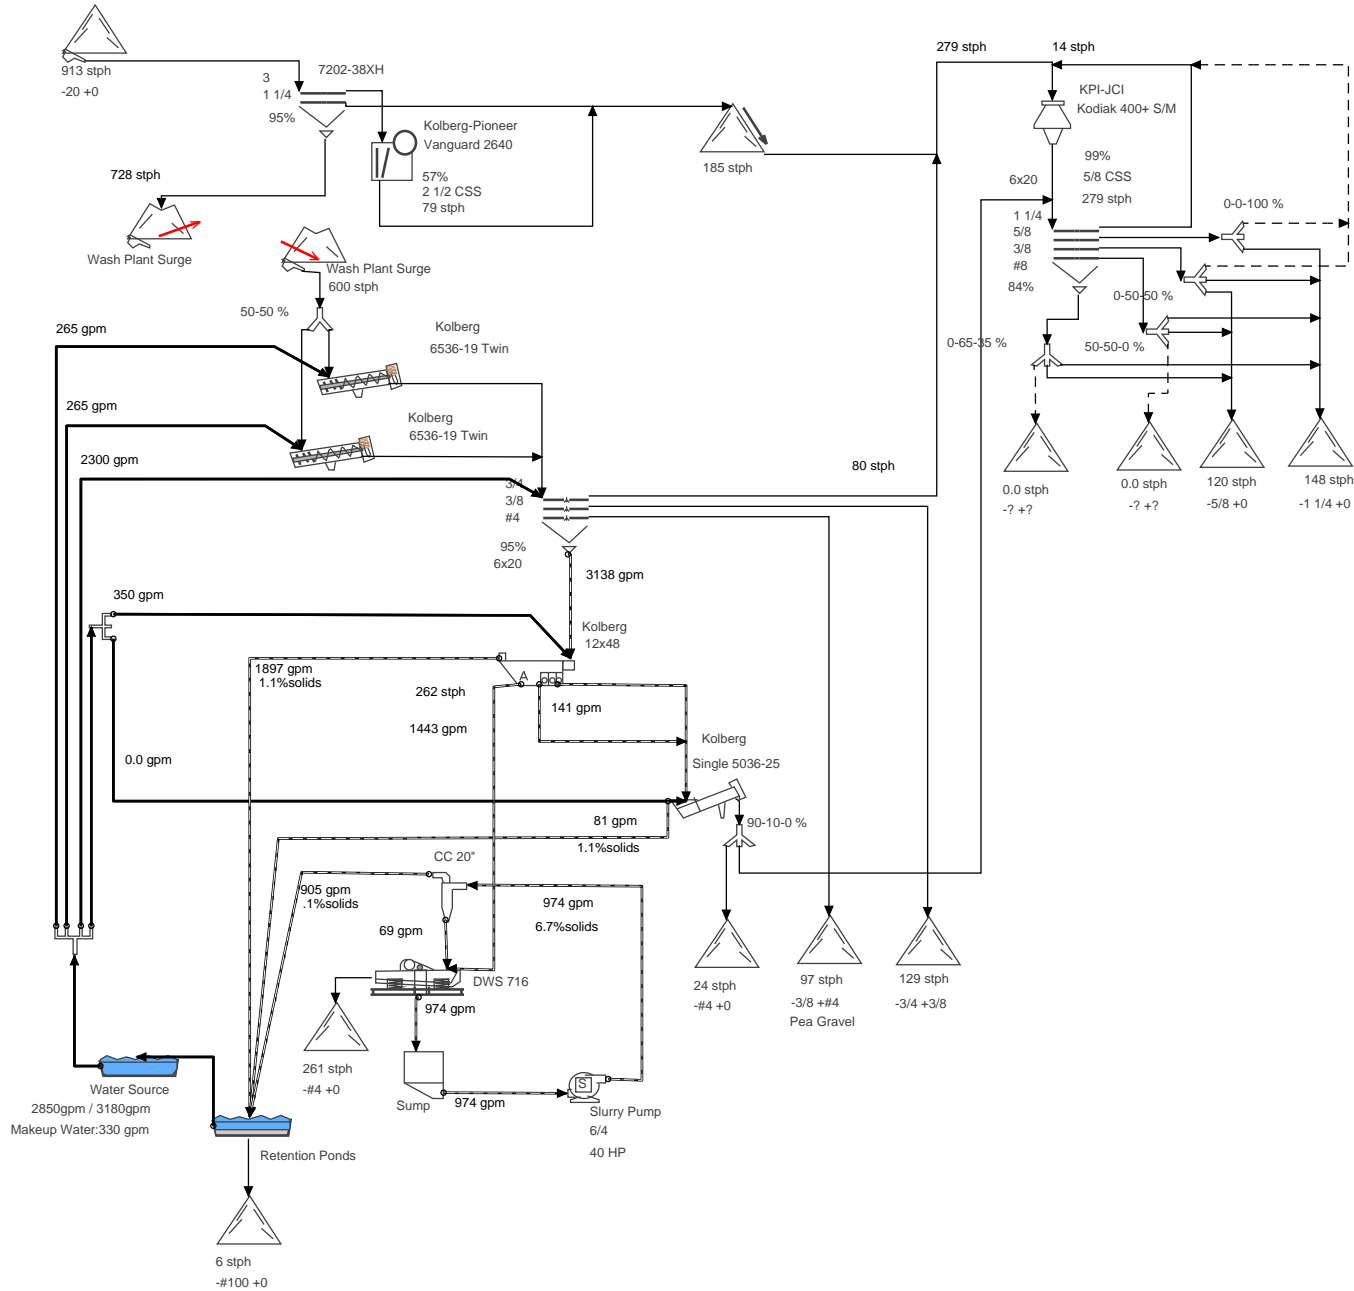 913 stph
-20 +0
3
1 1/4
95%
7202-38XH
Kolberg-Pioneer
Vanguard 2640
57%
2 1/2 CSS
79 stph
728 stph
Wash Plant Surge
185 stph
279 stph
14 stph
KPI-JCI
Kodiak 400+ S/M
99%
5/8 CSS
279 stph
6x20
1 1/4
5/8
3/8
#8
84%
0-0-100 %
0-50-50 %
50-50-0 %
0-65-35 %
0.0 stph
-? +?
0.0 stph
-? +?
120 stph
-5/8 +0
148 stph
-1 1/4 +0
Wash Plant Surge
600 stph
50-50 %
265 gpm
Kolberg
6536-19 Twin
265 gpm
Kolberg
6536-19 Twin
2300 gpm
3/4
3/8
#4
95%
6x20
80 stph
3138 gpm
350 gpm
Kolberg
12x48
1897 gpm
1.1%solids
A
262 stph
1443 gpm
141 gpm
0.0 gpm
Kolberg
Single 5036-25
81 gpm
1.1%solids
90-10-0 %
CC 20"
905 gpm
.1%solids
974 gpm
6.7%solids
69 gpm
DWS 716
974 gpm
24 stph
-#4 +0
97 stph
-3/8 +#4
Pea Gravel
129 stph
-3/4 +3/8
261 stph
-#4 +0
Sump
974 gpm
S
Slurry Pump
6/4
40 HP
Water Source
2850gpm / 3180gpm
Makeup Water:330 gpm
Retention Ponds
6 stph
-#100 +0